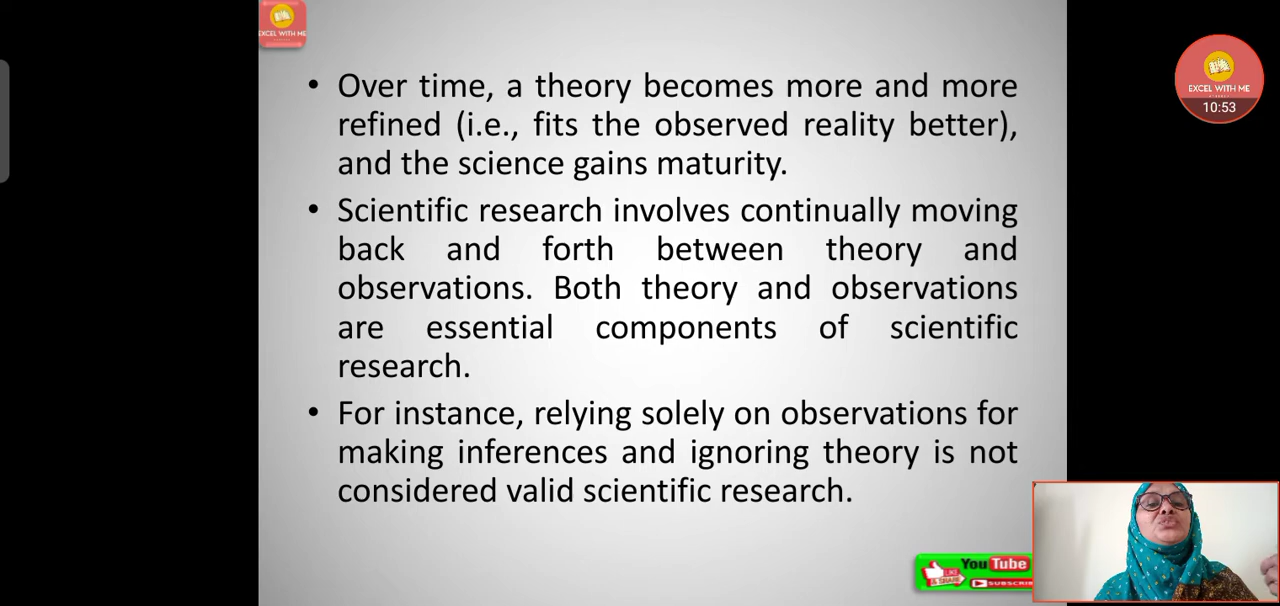 EXCEL WITH ME
• Over time, a theory becomes more and more
refined (i.e., fits the observed reality better),
and the science gains maturity.
• Scientific research involves continually moving
back and forth between theory and
observations. Both theory and observations
are essential components of scientific
research.
• For instance, relying solely on observations for
making inferences and ignoring theory is not
considered valid scientific research.
EXCEL WITH ME
10:53
YouTube
LIKE
& SHARE